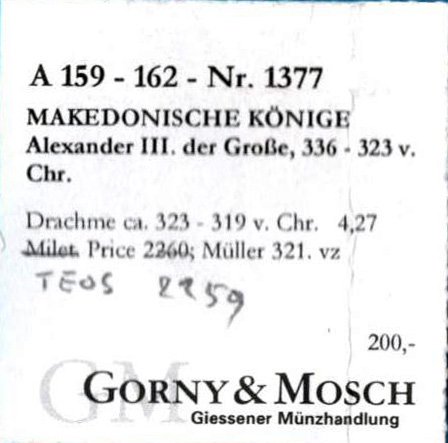 A 159 - 162 - Nr. 1377
MAKEDONISCHE KÖNIGE
Alexander III. der Große, 336 - 323 v.
Chr.
Drachme ca. 323 - 319 v. Chr. 4,27
Milet. Price 2260; Müller 321. vz
TEOS 2259
200,-
GM
GORNY & MOSCH
Giessener Münzhandlung